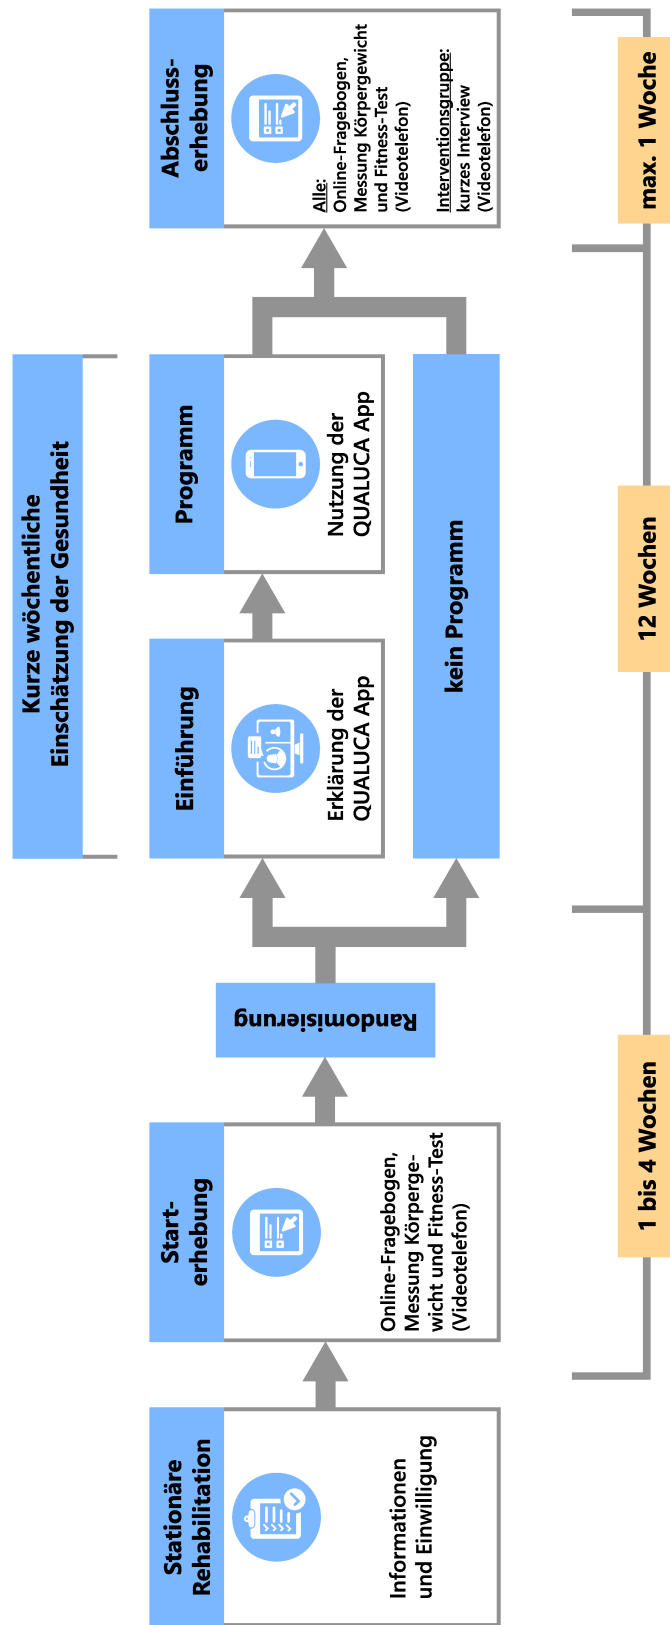 Stationäre
Rehabilitation
Informationen
und Einwilligung
Start-
erhebung
Online-Fragebogen,
Messung Körperge-
wicht und Fitness-Test
(Videotelefon)
Randomisierung
Kurze wöchentliche
Einschätzung der Gesundheit
Einführung
Erklärung der
QUALUCA App
Programm
Nutzung der
QUALUCA App
kein Programm
Abschluss-
erhebung
Alle:
Online-Fragebogen,
Messung Körpergewicht
und Fitness-Test
(Videotelefon)
Interventionsgruppe:
kurzes Interview
(Videotelefon)
1 bis 4 Wochen
12 Wochen
max. 1 Woche